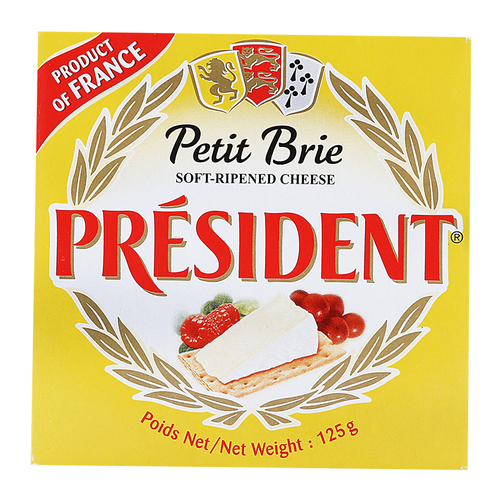 PRODUCT
OF FRANCE
Petit Brie
SOFT-RIPENED CHEESE
PRÉSIDENT®
Poids Net/Net Weight : 125g